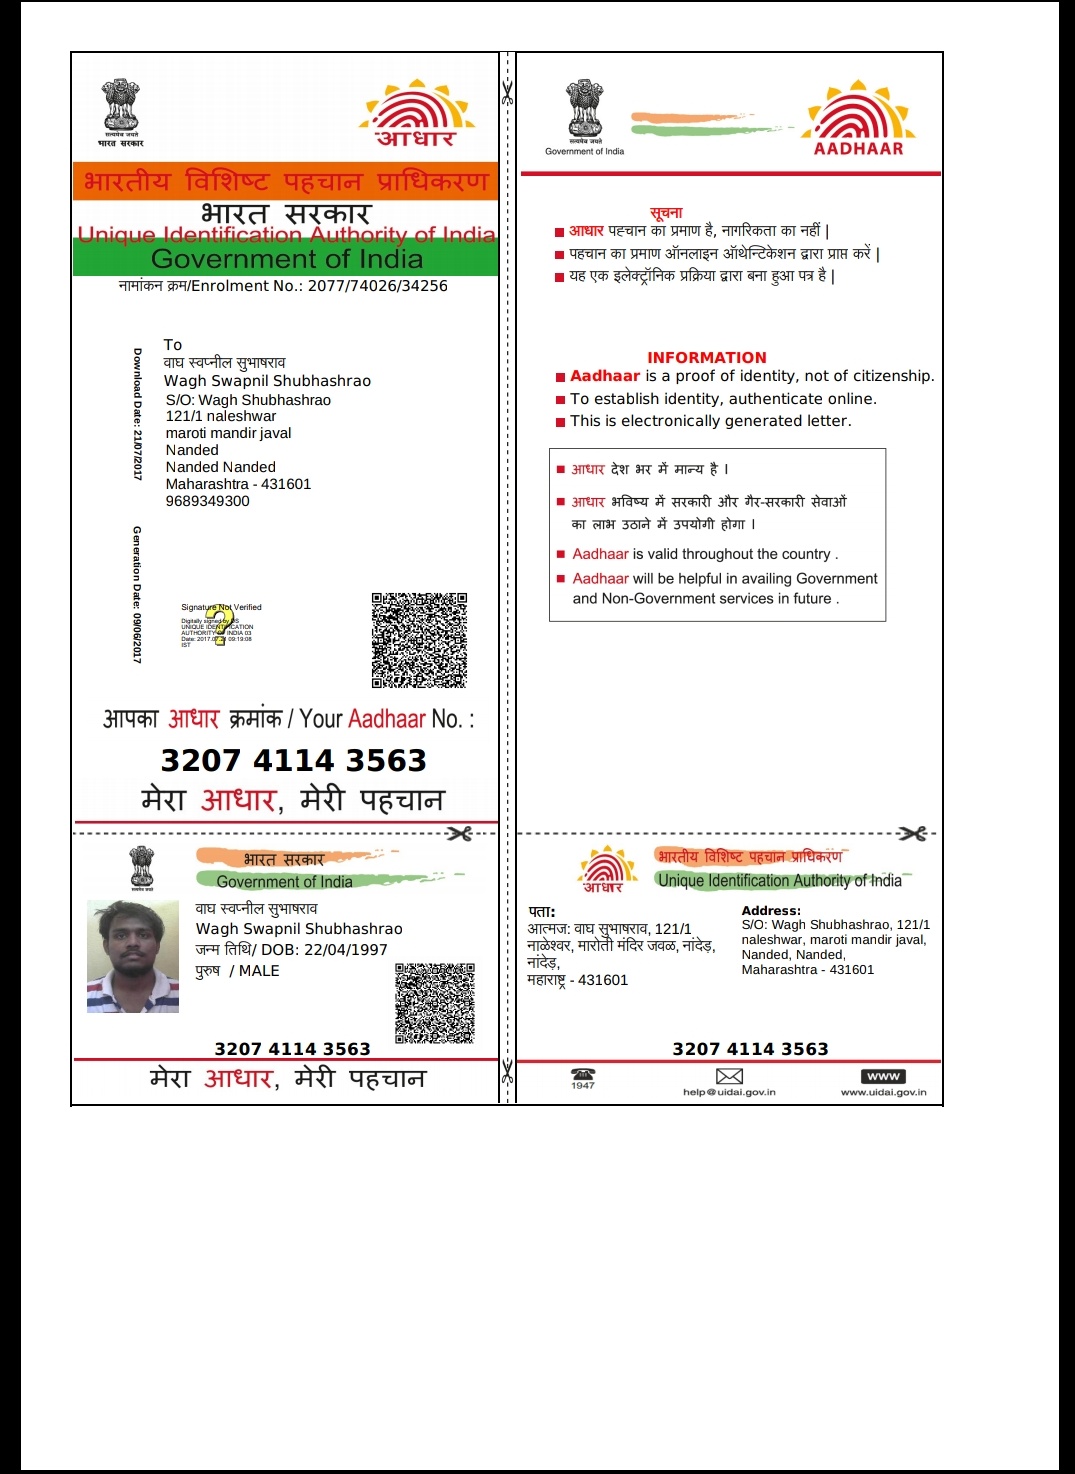 सत्यमेव जयते
भारत सरकार
आधार
भारतीय विशिष्ट पहचान प्राधिकरण
भारत सरकार
Unique Identification Authority of India
Government of India
नामांकन क्रम/Enrolment No.: 2077/74026/34256
Download Date: 21/07/2017
Generation Date: 09/06/2017
To
वाघ स्वप्नील सुभाषराव
Wagh Swapnil Shubhashrao
S/O: Wagh Shubhashrao
121/1 naleshwar
maroti mandir javal
Nanded
Nanded Nanded
Maharashtra - 431601
9689349300
Signature Not Verified
Digitally signed by DS
UNIQUE IDENTIFICATION
AUTHORITY OF INDIA 03
Date: 2017.07.21 09:19:08
IST
आपका आधार क्रमांक / Your Aadhaar No. :
3207 4114 3563
मेरा आधार, मेरी पहचान
सत्यमेव जयते
Government of India
AADHAAR
सूचना
आधार पहचान का प्रमाण है, नागरिकता का नहीं |
पहचान का प्रमाण ऑनलाइन ऑथेन्टिकेशन द्वारा प्राप्त करें |
यह एक इलेक्ट्रॉनिक प्रक्रिया द्वारा बना हुआ पत्र है |
INFORMATION
Aadhaar is a proof of identity, not of citizenship.
To establish identity, authenticate online.
This is electronically generated letter.
आधार देश भर में मान्य है ।
आधार भविष्य में सरकारी और गैर-सरकारी सेवाओं
का लाभ उठाने में उपयोगी होगा ।
Aadhaar is valid throughout the country .
Aadhaar will be helpful in availing Government
and Non-Government services in future .
भारत सरकार
Government of India
वाघ स्वप्नील सुभाषराव
Wagh Swapnil Shubhashrao
जन्म तिथि/ DOB: 22/04/1997
पुरुष / MALE
3207 4114 3563
मेरा आधार, मेरी पहचान
आधार
भारतीय विशिष्ट पहचान प्राधिकरण
Unique Identification Authority of India
पता:
आत्मज: वाघ सुभाषराव, 121/1
नाळेश्वर, मारोती मंदिर जवळ, नांदेड़,
नांदेड़,
महाराष्ट्र - 431601
Address:
S/O: Wagh Shubhashrao, 121/1
naleshwar, maroti mandir javal,
Nanded, Nanded,
Maharashtra - 431601
3207 4114 3563
1947
help@uidai.gov.in
www
www.uidai.gov.in